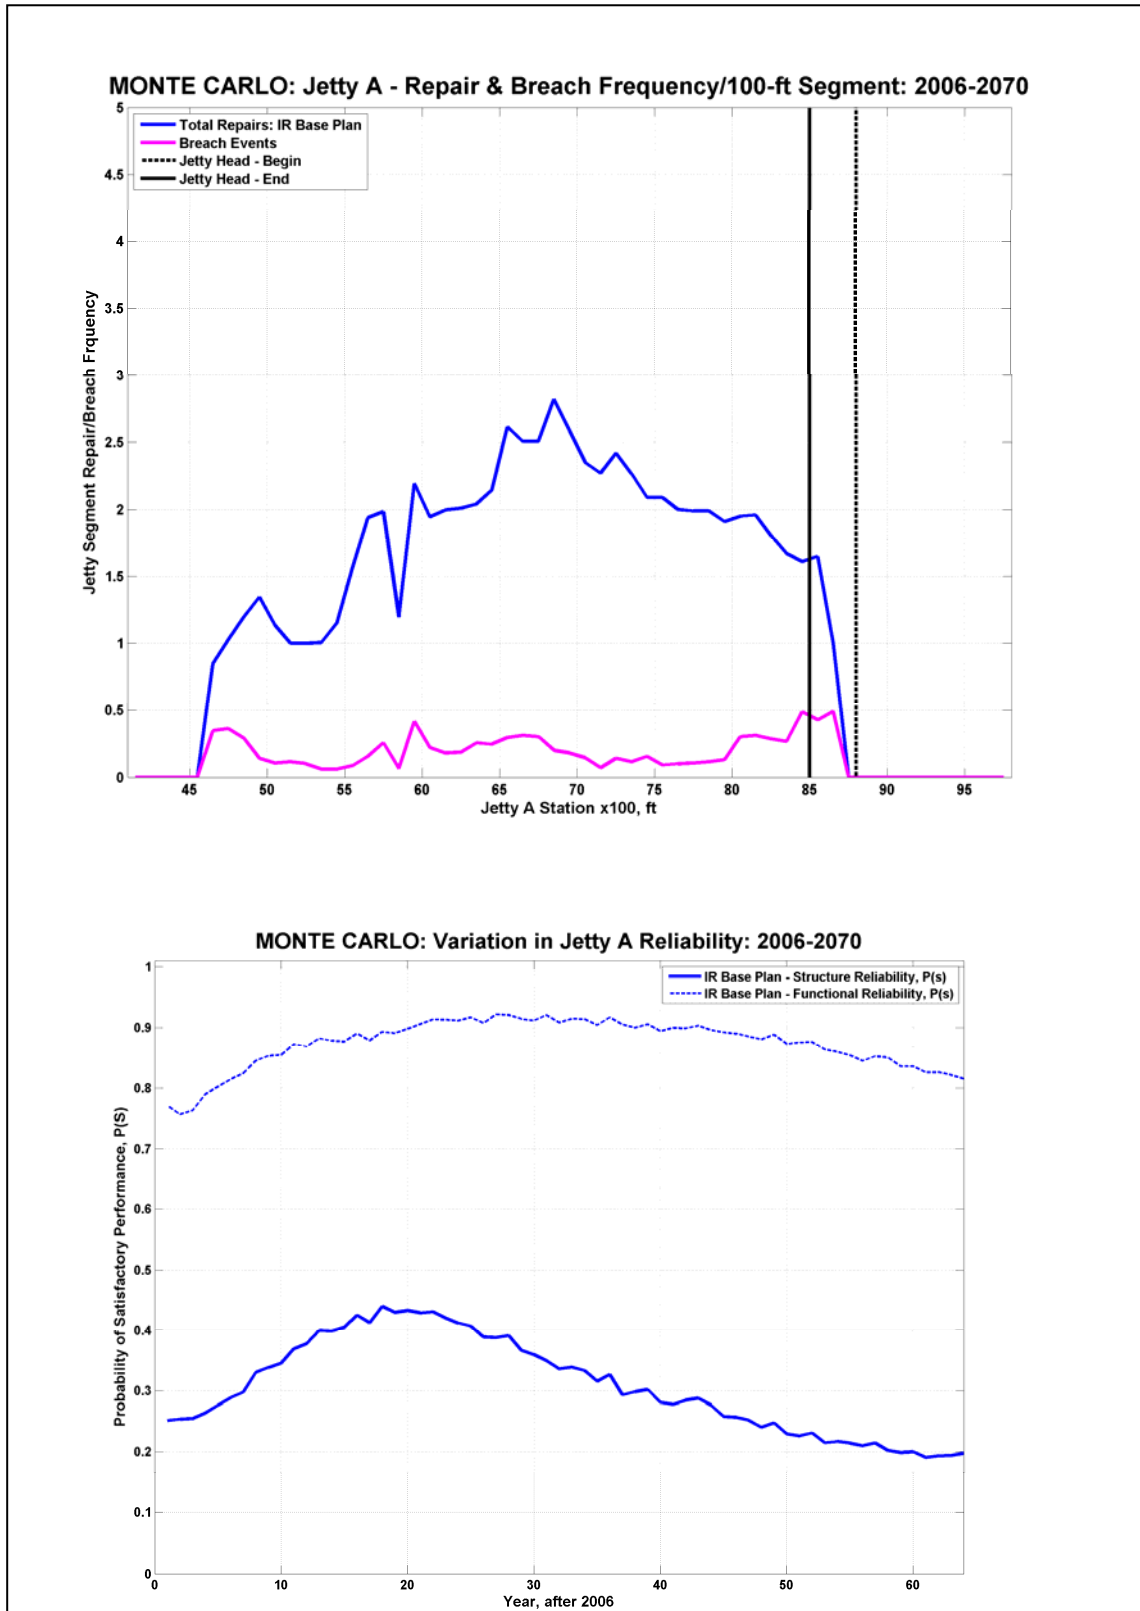 MONTE CARLO: Jetty A - Repair & Breach Frequency/100-ft Segment: 2006-2070
Total Repairs: IR Base Plan
Breach Events
Jetty Head - Begin
Jetty Head - End
5
4.5
4
3.5
3
2.5
2
1.5
1
0.5
0
Jetty Segment Repair/Breach Frquency
45 50 55 60 65 70 75 80 85 90 95
Jetty A Station x100, ft
MONTE CARLO: Variation in Jetty A Reliability: 2006-2070
IR Base Plan - Structure Reliability, P(s)
IR Base Plan - Functional Reliability, P(s)
1
0.9
0.8
0.7
0.6
0.5
0.4
0.3
0.2
0.1
0
Probability of Satisfactory Performance, P(S)
0 10 20 30 40 50 60
Year, after 2006